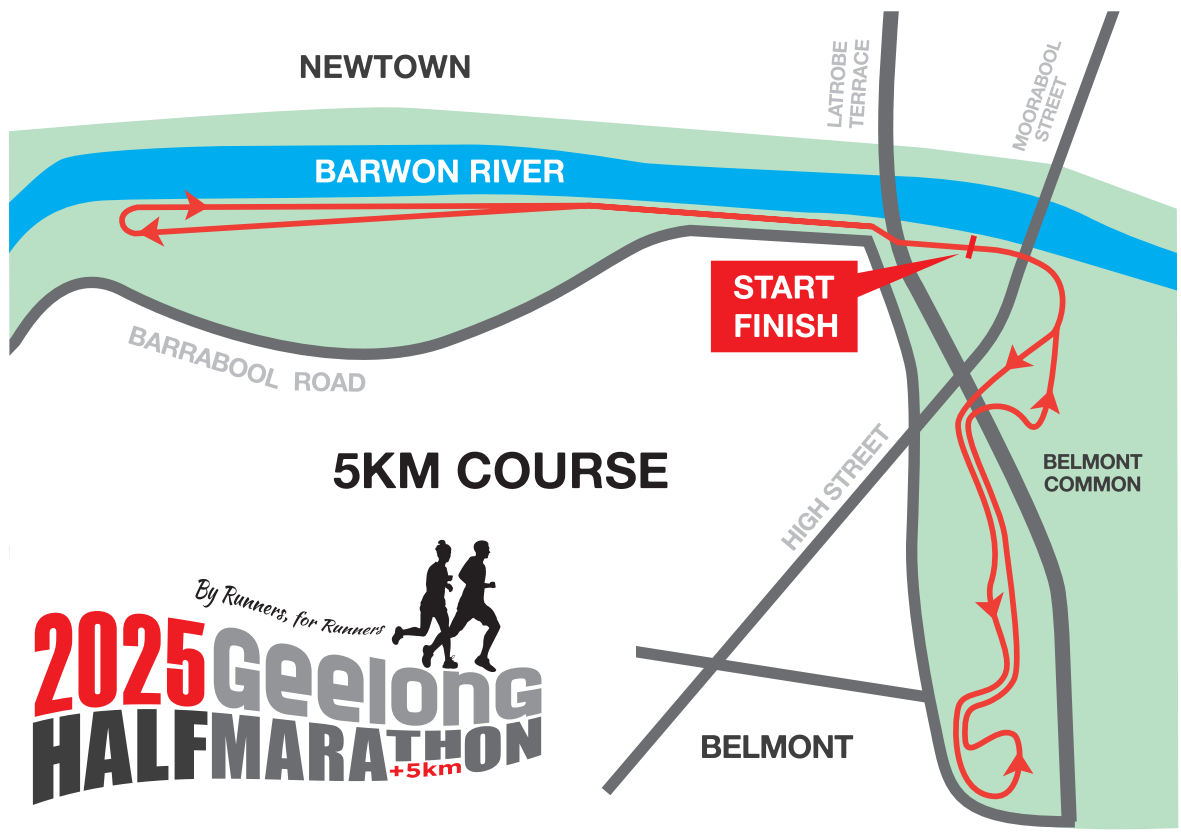 NEWTOWN
LATROBE
TERRACE
MOORABOOL
STREET
BARWON RIVER
START
FINISH
BARRABOOL ROAD
5KM COURSE
HIGH STREET
BELMONT
COMMON
By Runners, for Runners
2025 Geelong
HALF MARATHON
+5km
BELMONT